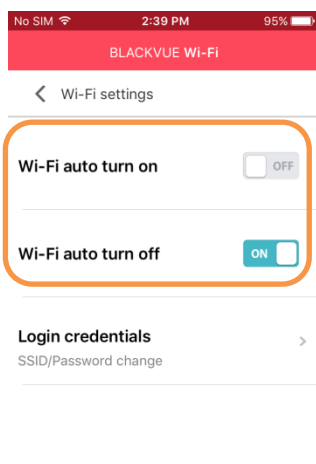 No SIM 2:39 PM 95%
BLACKVUE Wi-Fi
Wi-Fi settings
Wi-Fi auto turn on OFF
Wi-Fi auto turn off ON
Login credentials
SSID/Password change